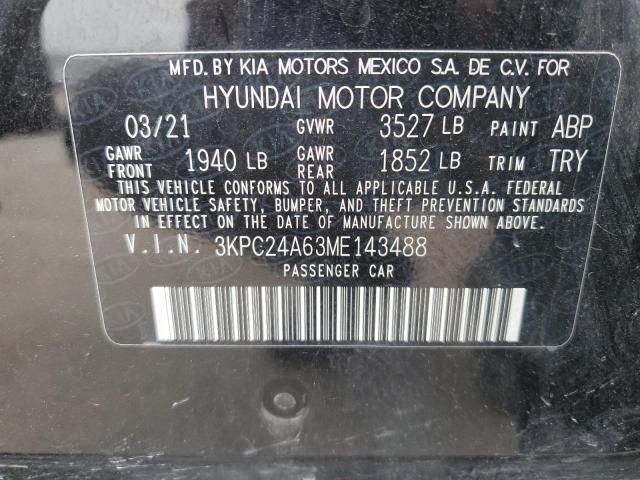 MFD. BY KIA MOTORS MEXICO S.A. DE C.V. FOR
HYUNDAI MOTOR COMPANY
03/21 GVWR 3527 LB PAINT ABP
GAWR FRONT 1940 LB GAWR REAR 1852 LB TRIM TRY
THIS VEHICLE CONFORMS TO ALL APPLICABLE U.S.A. FEDERAL
MOTOR VEHICLE SAFETY, BUMPER, AND THEFT PREVENTION STANDARDS
IN EFFECT ON THE DATE OF MANUFACTURE SHOWN ABOVE.
V.I.N. 3KPC24A63ME143488
PASSENGER CAR